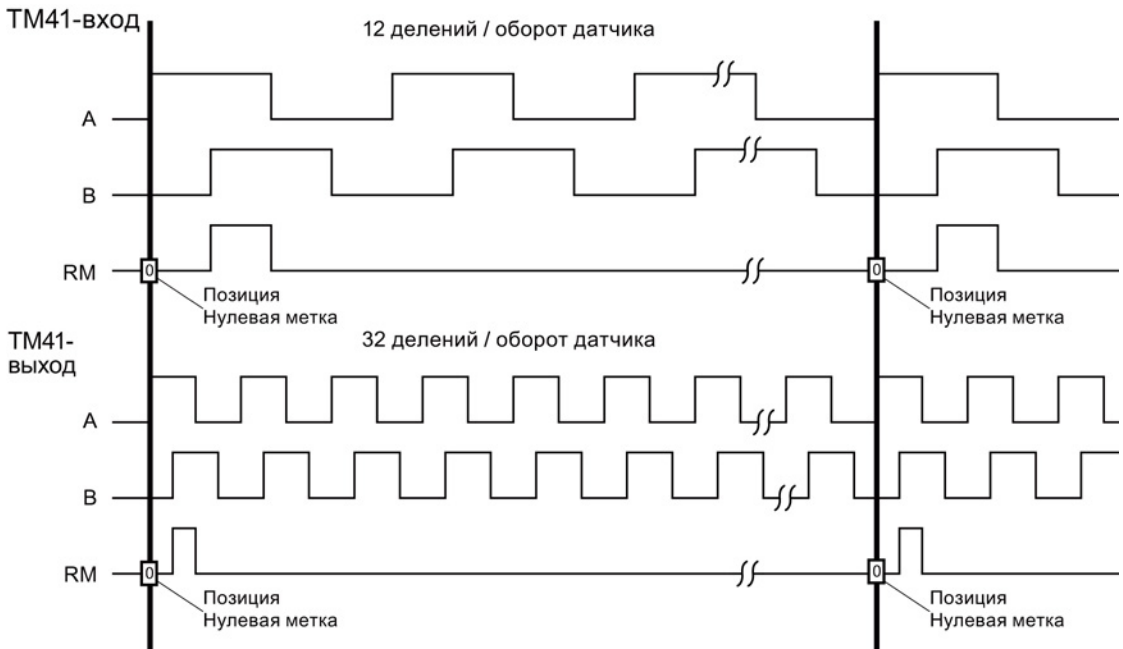 TM41-вход
12 делений / оборот датчика
A
B
RM
0
0
Позиция
Нулевая метка
Позиция
Нулевая метка
TM41-
выход
32 делений / оборот датчика
A
B
RM
0
0
Позиция
Нулевая метка
Позиция
Нулевая метка